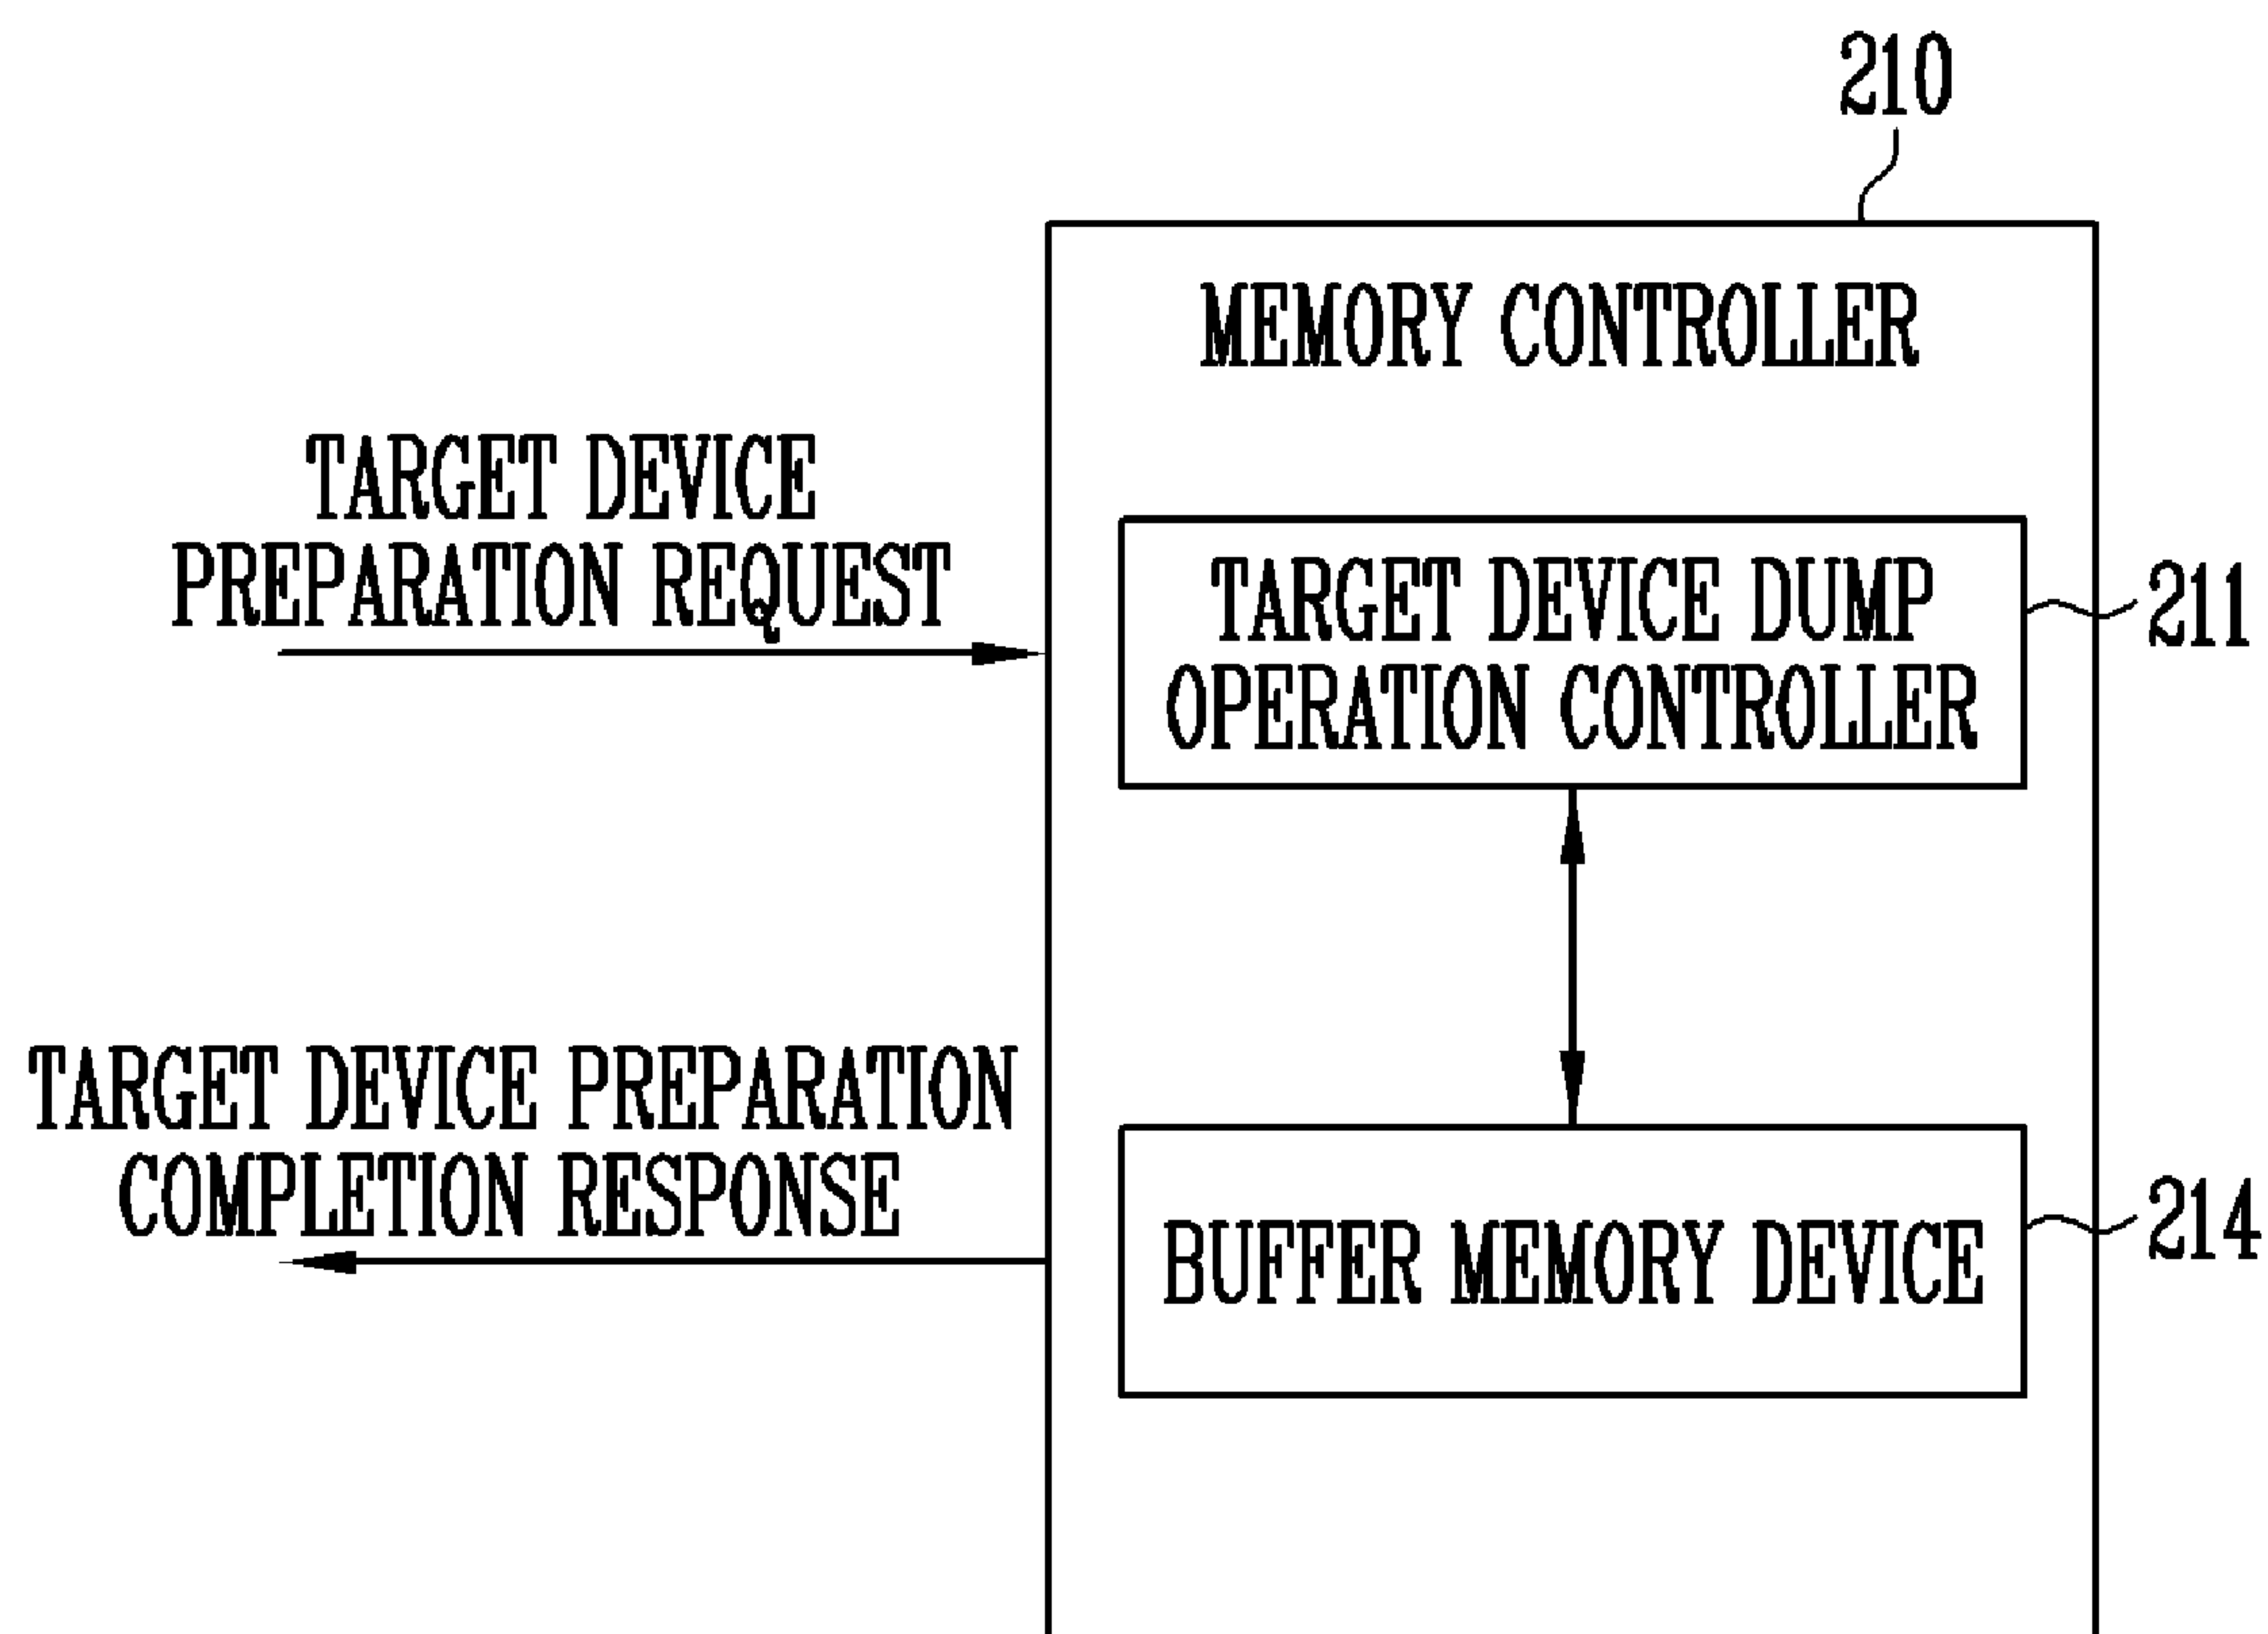 210
MEMORY CONTROLLER
TARGET DEVICE
PREPARATION REQUEST
TARGET DEVICE DUMP
OPERATION CONTROLLER
211
TARGET DEVICE PREPARATION
COMPLETION RESPONSE
BUFFER MEMORY DEVICE
214